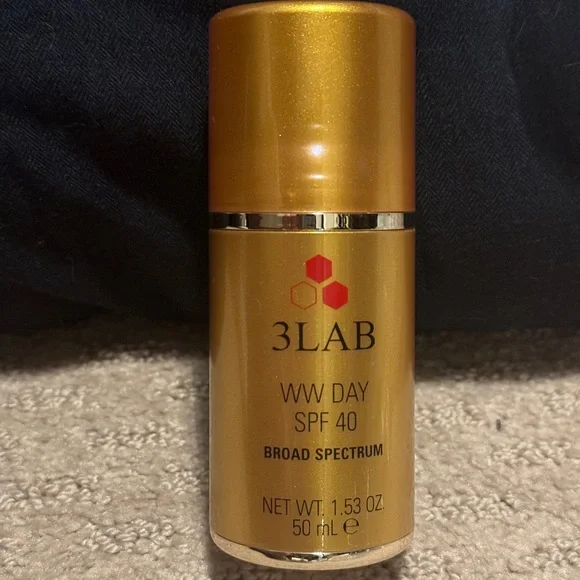 3LAB
WW DAY
SPF 40
BROAD SPECTRUM
NET WT. 1.53 OZ.
50 mL ℮